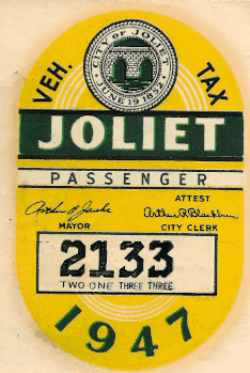 CITY OF JOLIET
JUNE 19 1852
VEH. TAX
JOLIET
PASSENGER
ATTEST
MAYOR
CITY CLERK
2133
TWO ONE THREE THREE
1947